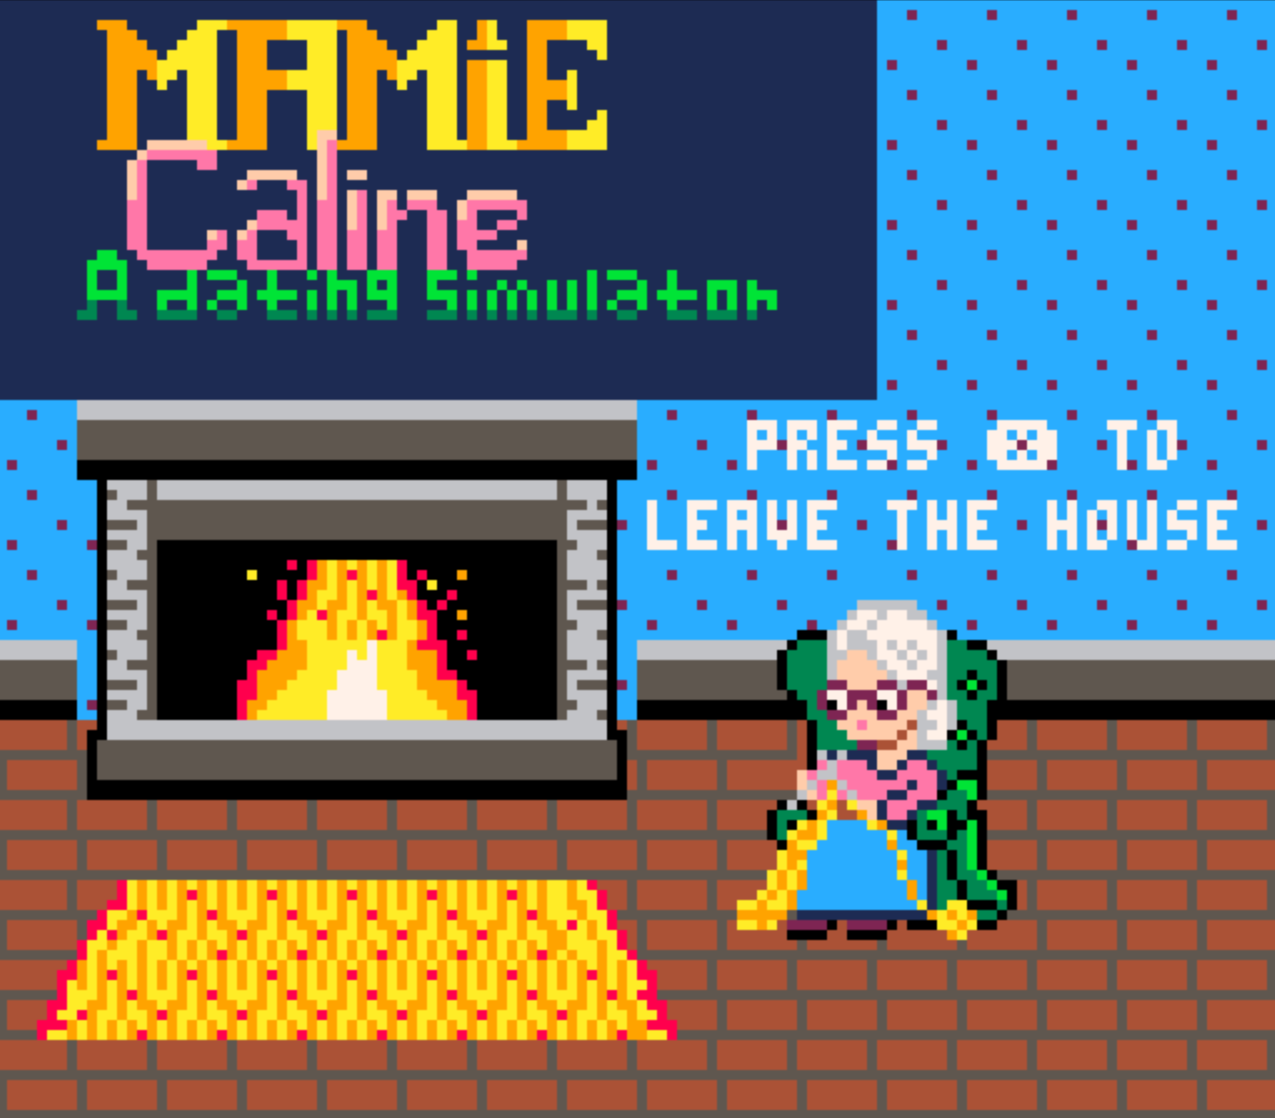 MAMiE
Caline
A dating Simulator
PRESS ❎ TO
LEAVE THE HOUSE